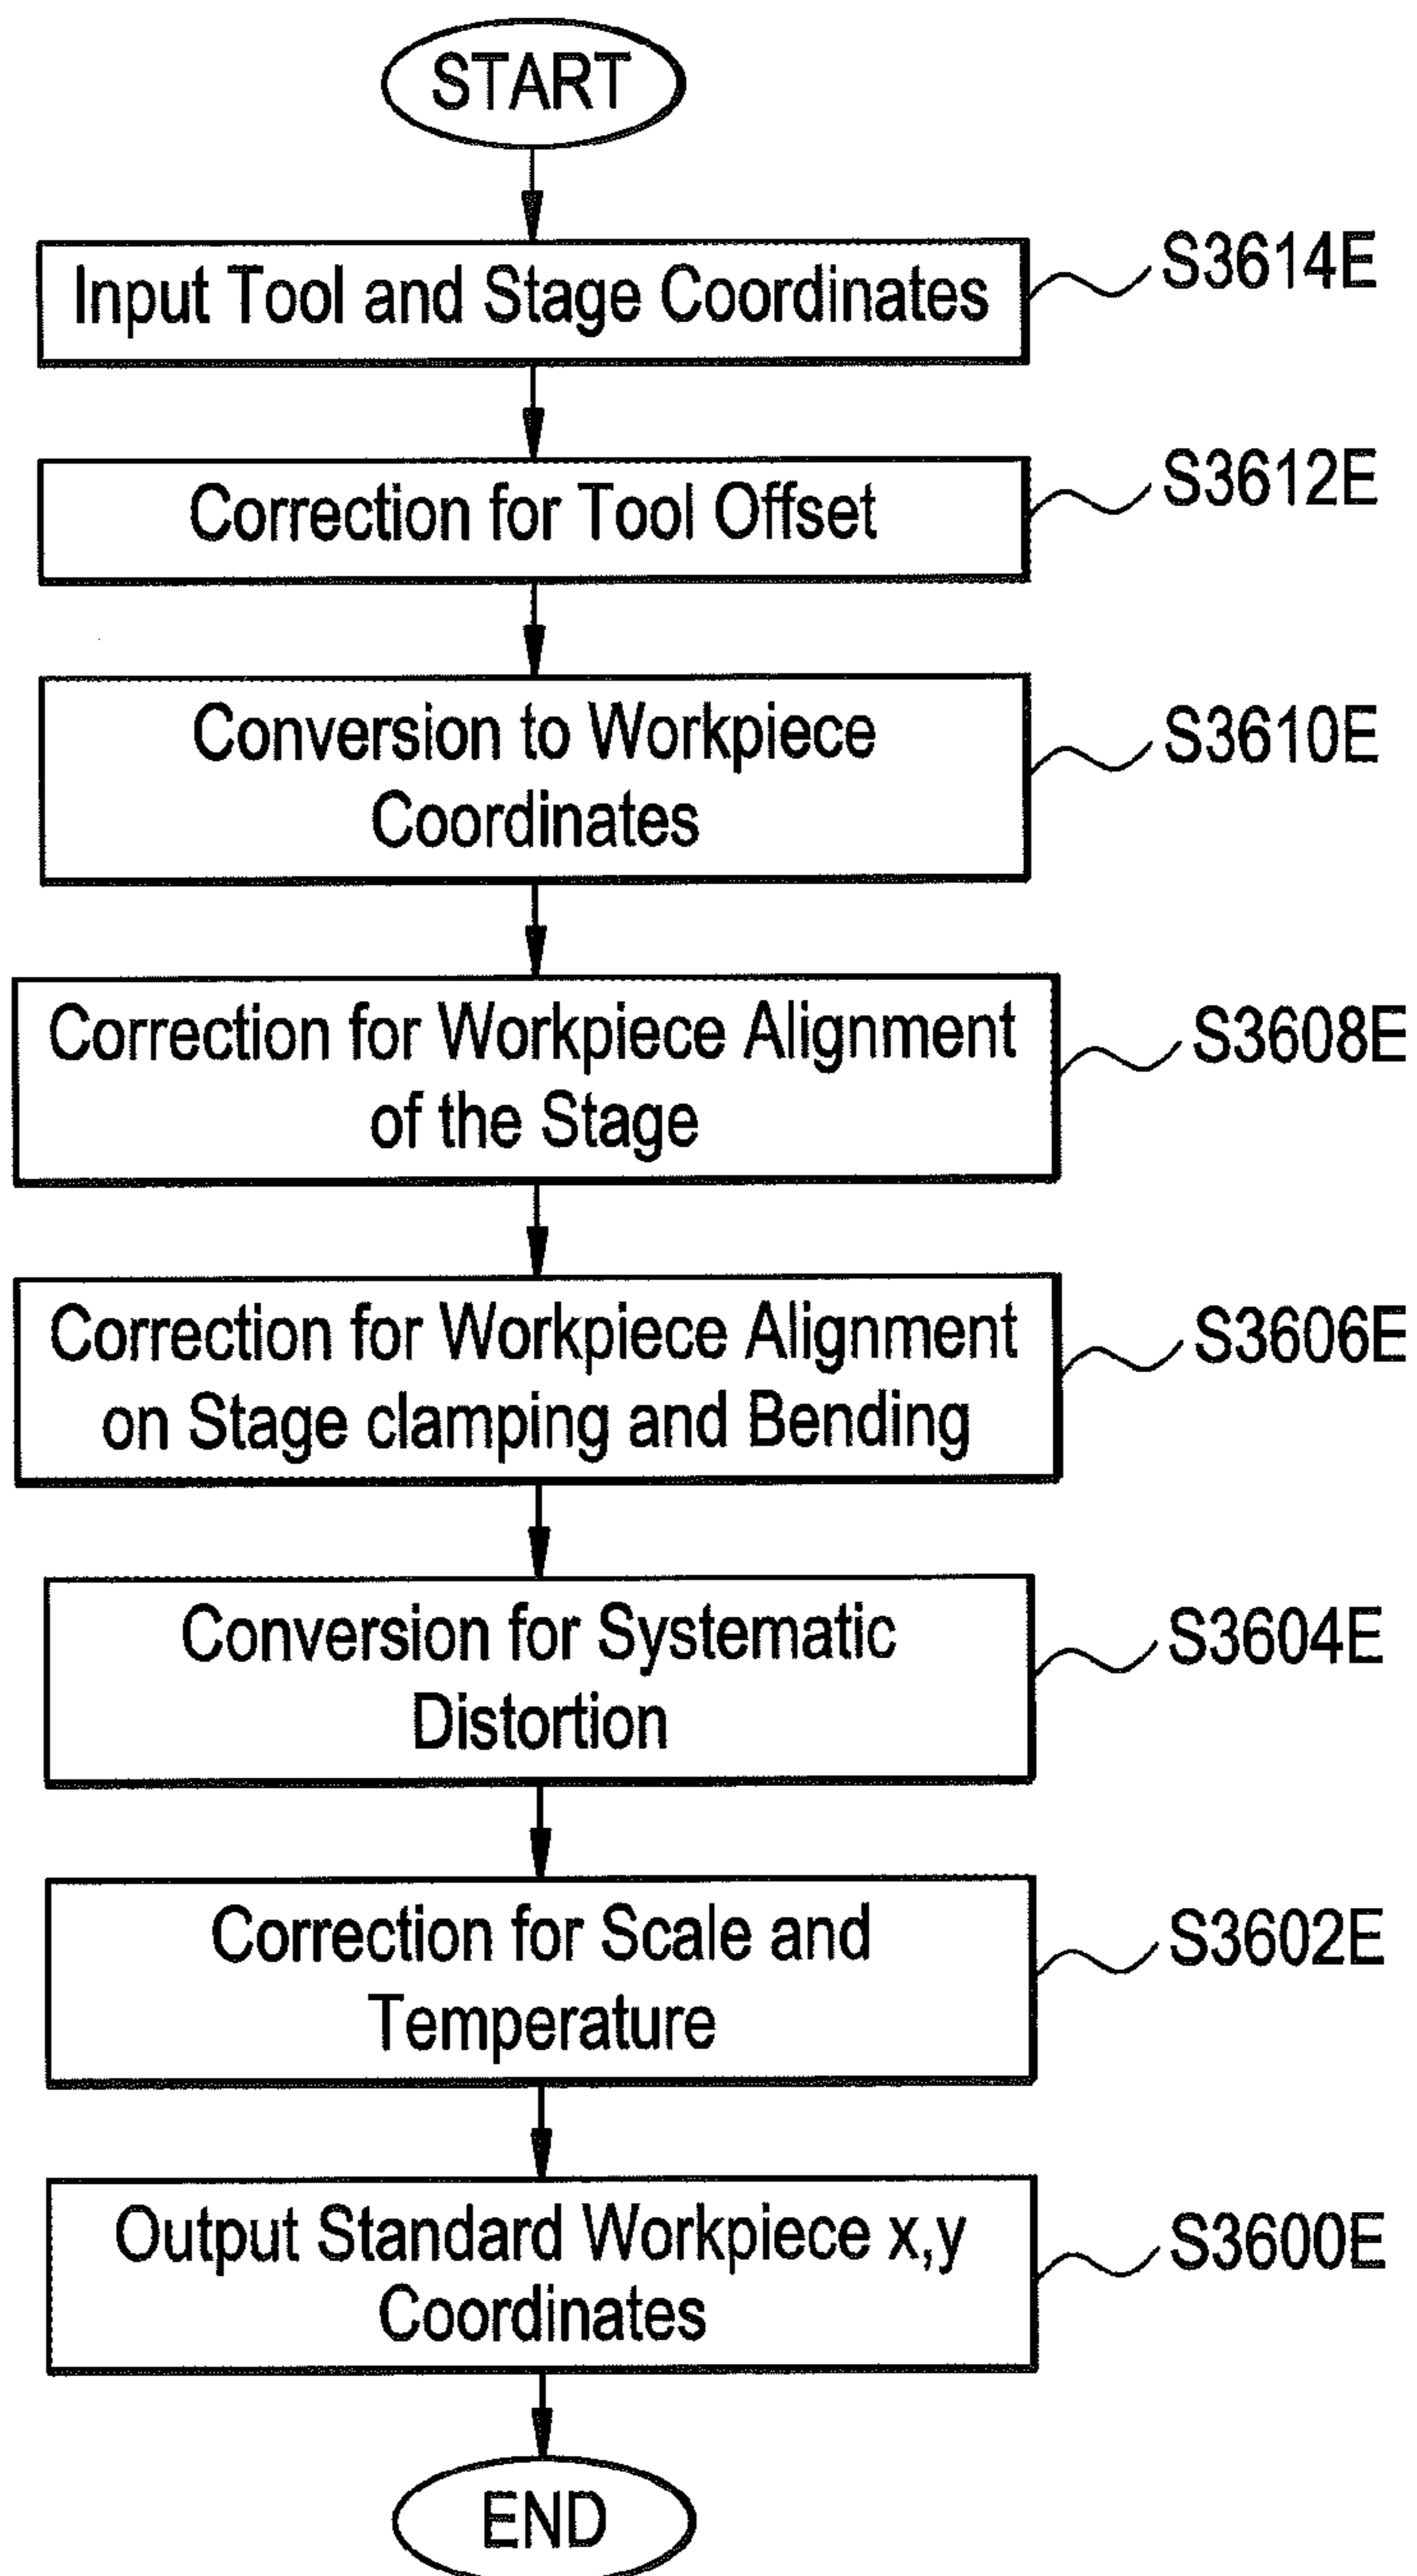 START
Input Tool and Stage Coordinates
S3614E
Correction for Tool Offset
S3612E
Conversion to Workpiece
Coordinates
S3610E
Correction for Workpiece Alignment
of the Stage
S3608E
Correction for Workpiece Alignment
on Stage clamping and Bending
S3606E
Conversion for Systematic
Distortion
S3604E
Correction for Scale and
Temperature
S3602E
Output Standard Workpiece x,y
Coordinates
S3600E
END